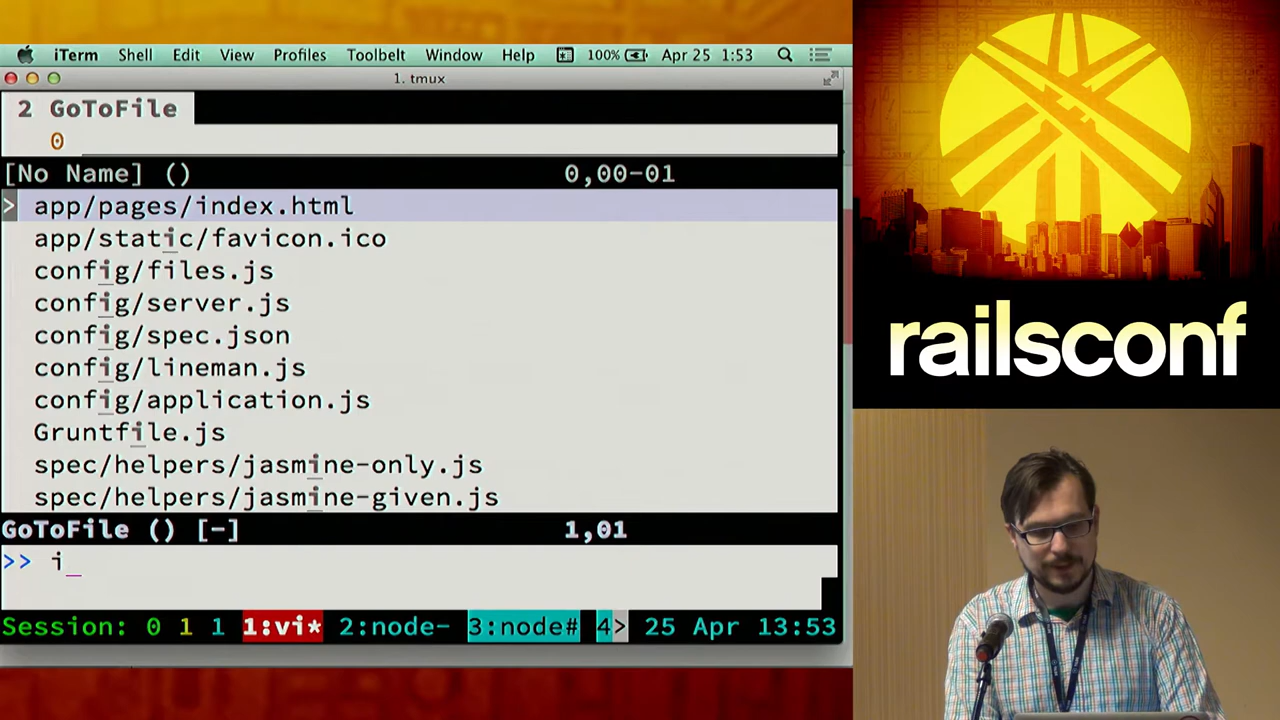 iTerm Shell Edit View Profiles Toolbelt Window Help 100% Apr 25 1:53
1. tmux
2 GoToFile
0
[No Name] () 0,00-01
> app/pages/index.html
app/static/favicon.ico
config/files.js
config/server.js
config/spec.json
config/lineman.js
config/application.js
Gruntfile.js
spec/helpers/jasmine-only.js
spec/helpers/jasmine-given.js
GoToFile () [-] 1,01
>> i_
Session: 0 1 1 1:vi* 2:node- 3:node# 4> 25 Apr 13:53
railsconf